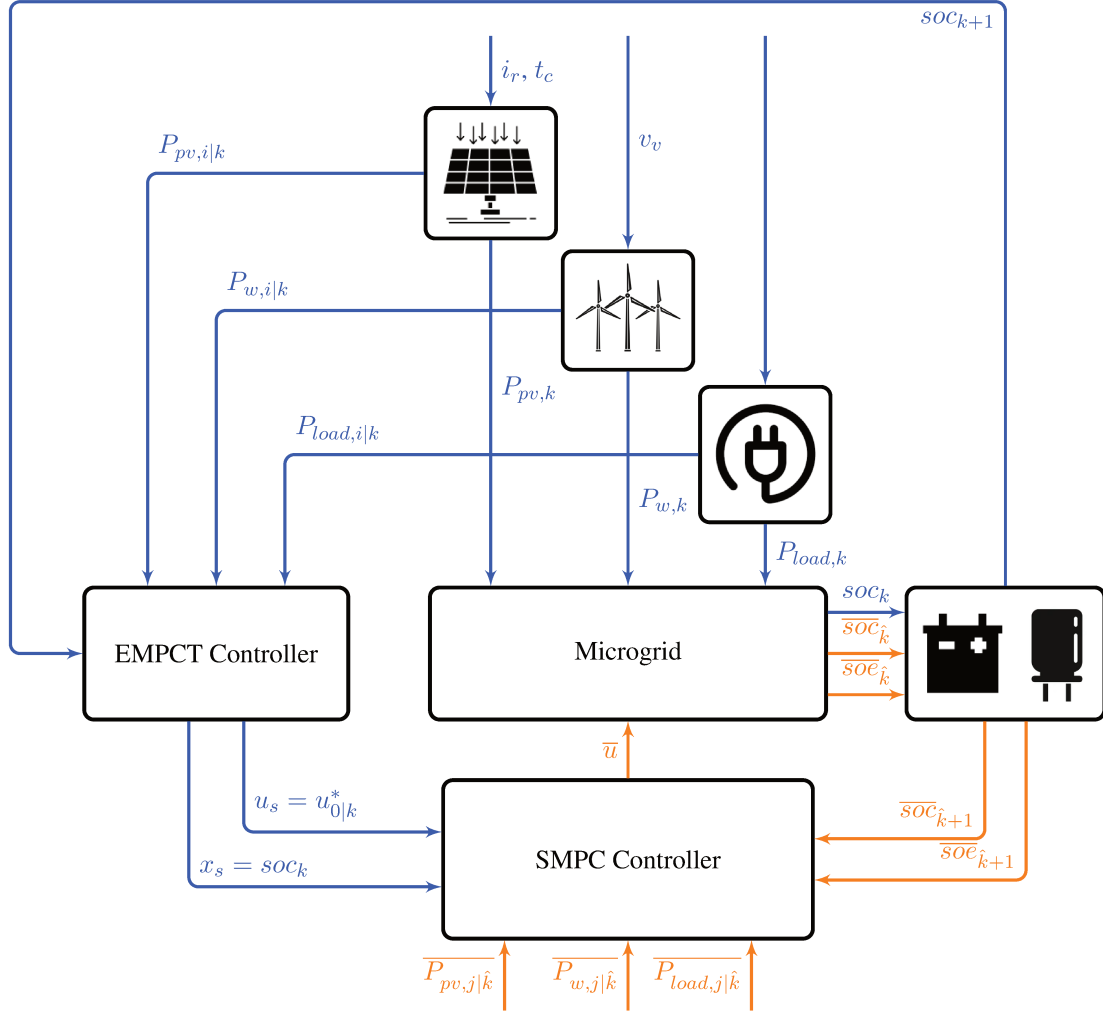 soc_{k+1}
i_r, t_c
v_v
P_{pv,i|k}
P_{w,i|k}
P_{pv,k}
P_{load,i|k}
P_{w,k}
P_{load,k}
EMPCT Controller
Microgrid
soc_k
\overline{soc}_{\hat{k}}
\overline{soe}_{\hat{k}}
\overline{u}
u_s = u^*_{0|k}
x_s = soc_k
SMPC Controller
\overline{soc}_{\hat{k}+1}
\overline{soe}_{\hat{k}+1}
\overline{P_{pv,j|\hat{k}}}
\overline{P_{w,j|\hat{k}}}
\overline{P_{load,j|\hat{k}}}